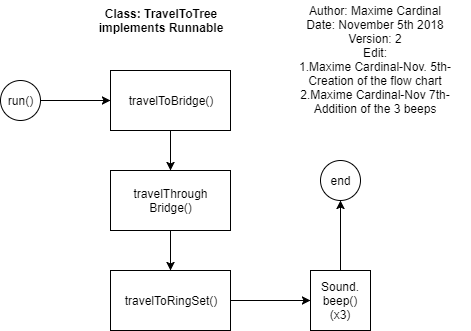 Class: TravelToTree
implements Runnable
Author: Maxime Cardinal
Date: November 5th 2018
Version: 2
Edit:
1.Maxime Cardinal-Nov. 5th-
Creation of the flow chart
2.Maxime Cardinal-Nov 7th-
Addition of the 3 beeps
run()
travelToBridge()
travelThrough
Bridge()
travelToRingSet()
Sound.
beep()
(x3)
end